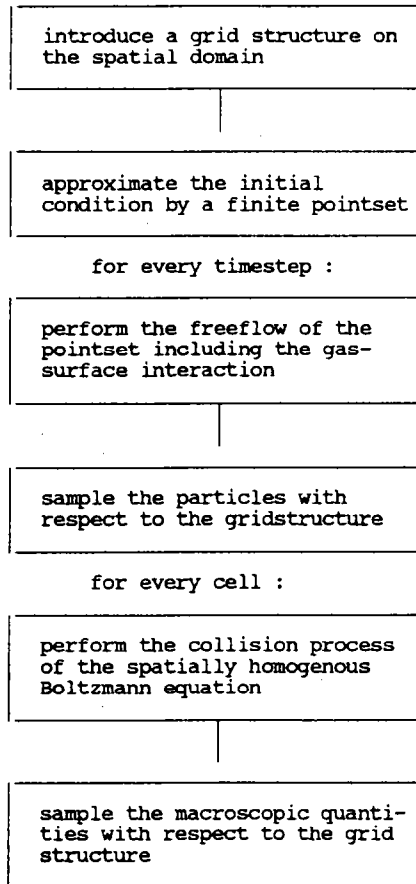 introduce a grid structure on
the spatial domain
approximate the initial
condition by a finite pointset
for every timestep :
perform the freeflow of the
pointset including the gas-
surface interaction
sample the particles with
respect to the gridstructure
for every cell :
perform the collision process
of the spatially homogenous
Boltzmann equation
sample the macroscopic quanti-
ties with respect to the grid
structure